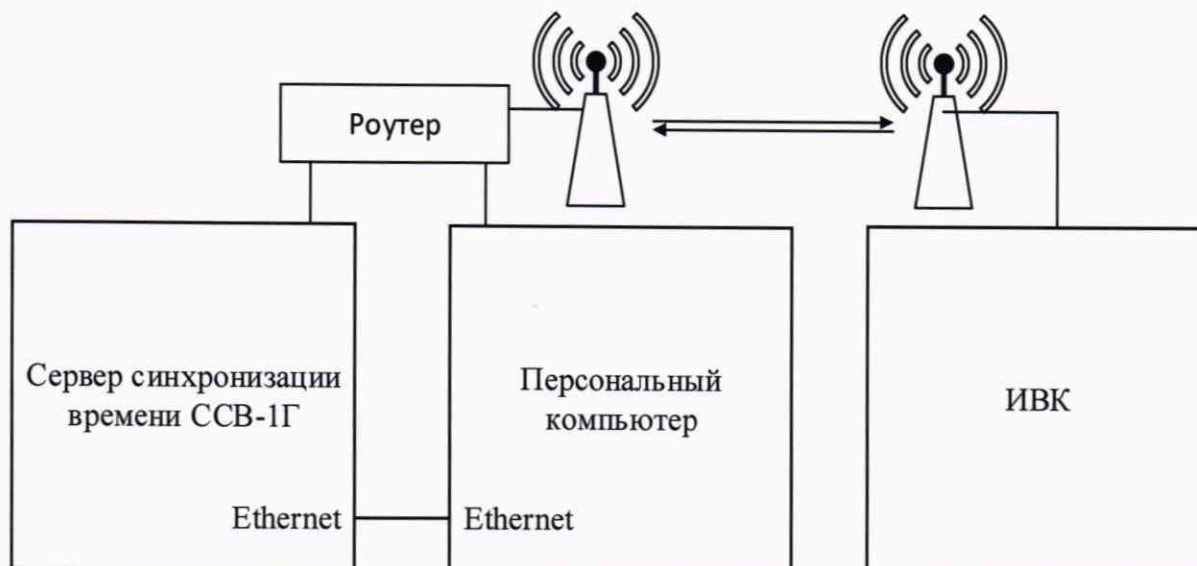 Роутер
Сервер синхронизации
времени ССВ-1Г
Персональный
компьютер
ИВК
Ethernet
Ethernet